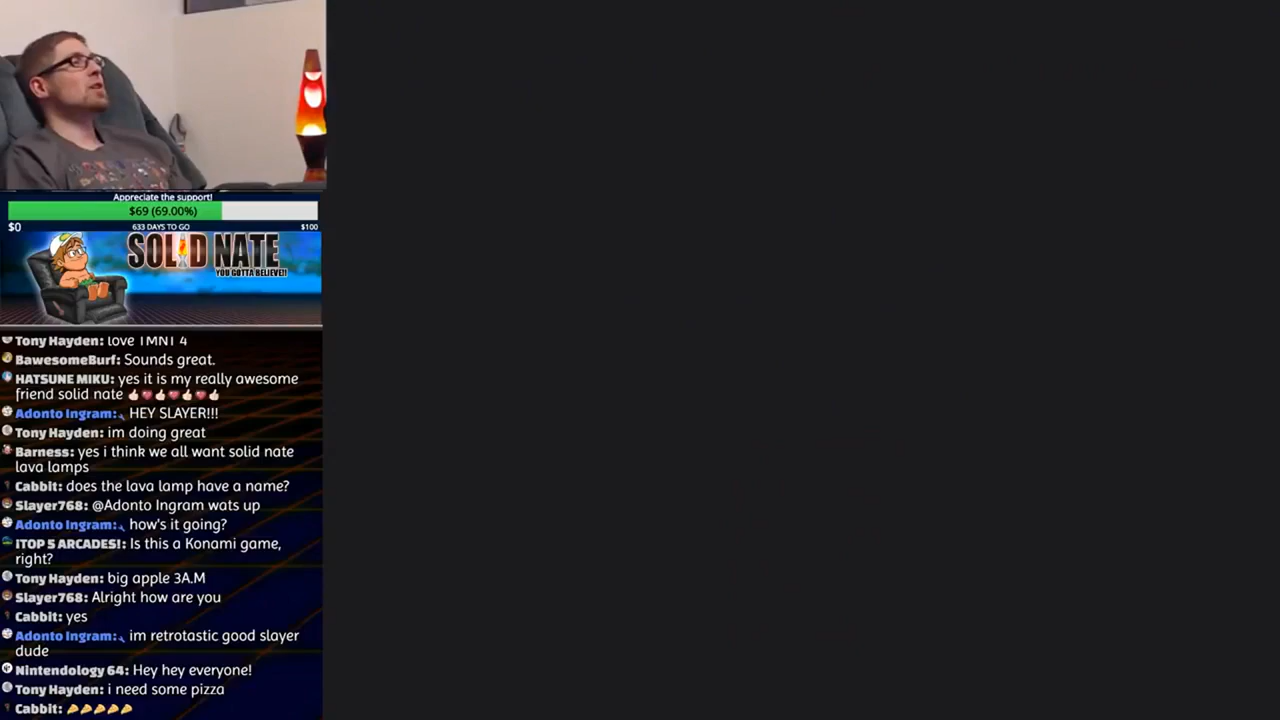 Appreciate the support!
$69 (69.00%)
$0 633 DAYS TO GO $100
SOLID NATE
YOU GOTTA BELIEVE!!
Tony Hayden: love TMNT 4
BawesomeBurf: Sounds great.
HATSUNE MIKU: yes it is my really awesome
friend solid nate 👍🏻💗👍🏻💗👍🏻💗👍🏻
Adonto Ingram: HEY SLAYER!!!
Tony Hayden: im doing great
Barness: yes i think we all want solid nate
lava lamps
Cabbit: does the lava lamp have a name?
Slayer768: @Adonto Ingram wats up
Adonto Ingram: how's it going?
iTOP 5 ARCADES!: Is this a Konami game,
right?
Tony Hayden: big apple 3A.M
Slayer768: Alright how are you
Cabbit: yes
Adonto Ingram: im retrotastic good slayer
dude
Nintendology 64: Hey hey everyone!
Tony Hayden: i need some pizza
Cabbit: 🍕🍕🍕🍕🍕